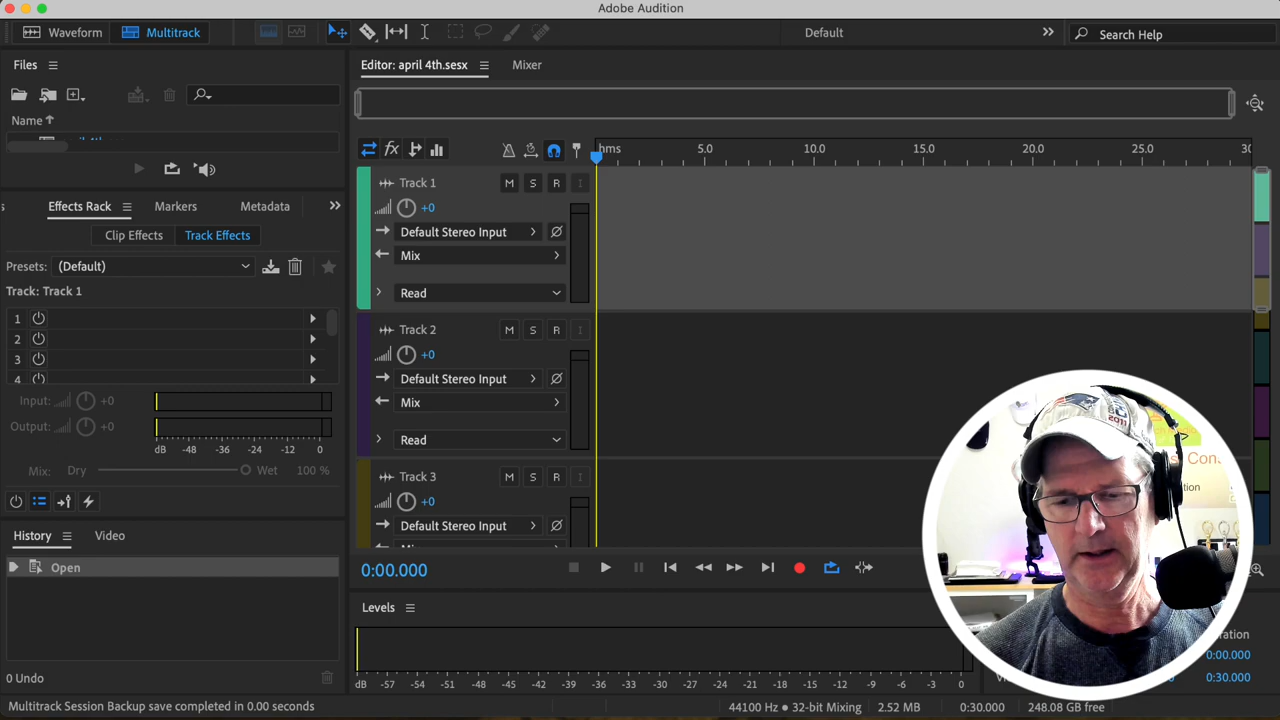 Adobe Audition
Waveform
Multitrack
Default
Search Help
Files
Editor: april 4th.sesx
Mixer
Name
hms
5.0
10.0
15.0
20.0
25.0
30
Effects Rack
Markers
Metadata
Clip Effects
Track Effects
Presets:
(Default)
Track: Track 1
1
2
3
4
Input:
+0
Output:
+0
dB -48 -36 -24 -12 0
Mix:
Dry
Wet
100 %
Track 1
M S R I
+0
Default Stereo Input
Mix
Read
Track 2
M S R I
+0
Default Stereo Input
Mix
Read
Track 3
M S R I
+0
Default Stereo Input
History
Video
Open
0:00.000
Levels
dB -57 -54 -51 -48 -45 -42 -39 -36 -33 -30 -27 -24 -21 -18 -15 -12 -9 -6 -3 0
0:00.000
0:30.000
0 Undo
Multitrack Session Backup save completed in 0.00 seconds
44100 Hz ● 32-bit Mixing
2.52 MB
0:30.000
248.08 GB free